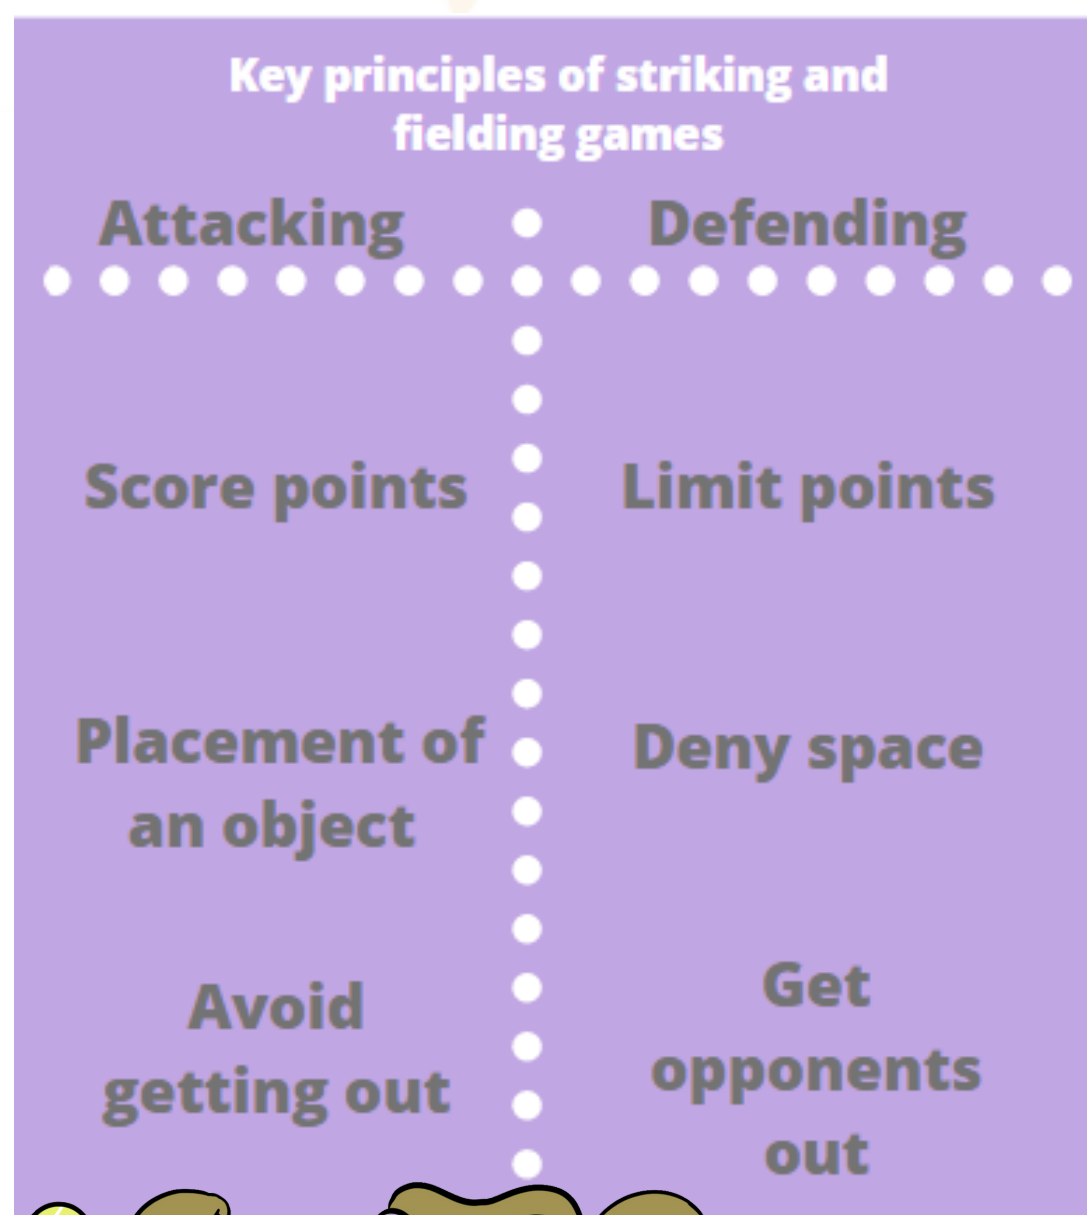 Key principles of striking and
fielding games
Attacking
Defending
Score points
Limit points
Placement of
an object
Deny space
Avoid
getting out
Get
opponents
out